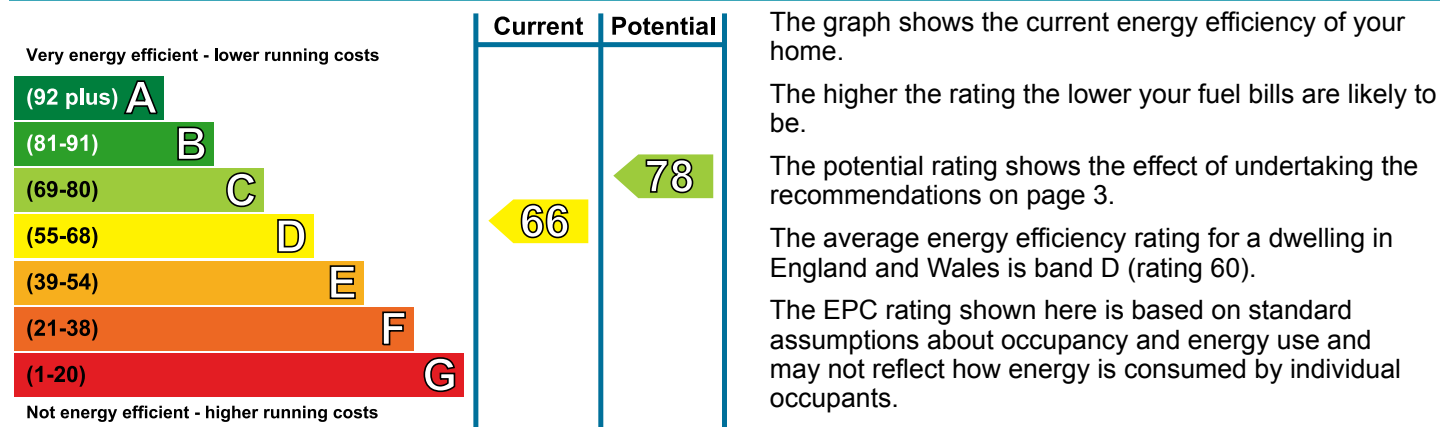 Current Potential
Very energy efficient - lower running costs
(92 plus) A
(81-91) B
(69-80) C
78
(55-68) D
66
(39-54) E
(21-38) F
(1-20) G
Not energy efficient - higher running costs
The graph shows the current energy efficiency of your
home.
The higher the rating the lower your fuel bills are likely to
be.
The potential rating shows the effect of undertaking the
recommendations on page 3.
The average energy efficiency rating for a dwelling in
England and Wales is band D (rating 60).
The EPC rating shown here is based on standard
assumptions about occupancy and energy use and
may not reflect how energy is consumed by individual
occupants.